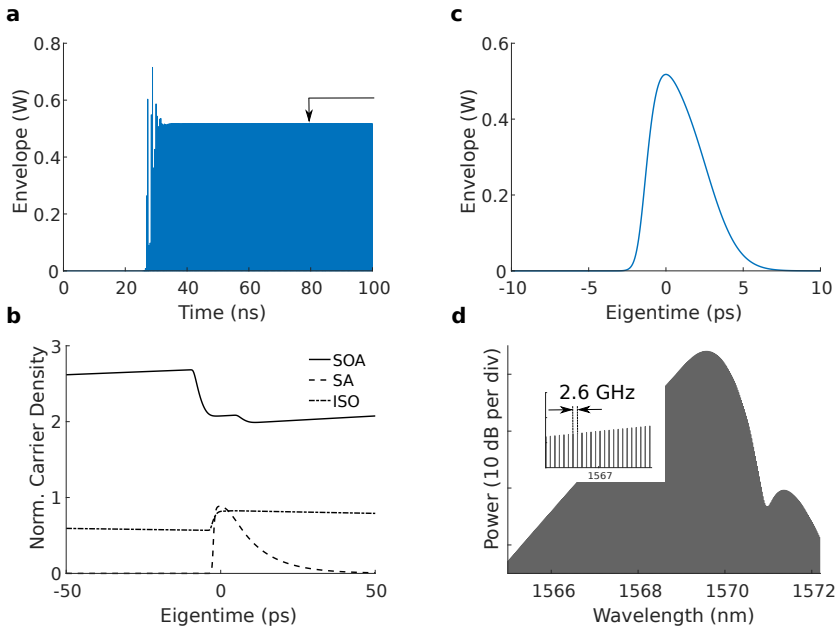 a
Envelope (W)
0.8
0.6
0.4
0.2
0
0 20 40 60 80 100
Time (ns)
c
Envelope (W)
0.6
0.4
0.2
0
-10 -5 0 5 10
Eigentime (ps)
b
Norm. Carrier Density
3
2
1
0
SOA
SA
ISO
-50 0 50
Eigentime (ps)
d
Power (10 dB per div)
2.6 GHz
1567
1566 1568 1570 1572
Wavelength (nm)